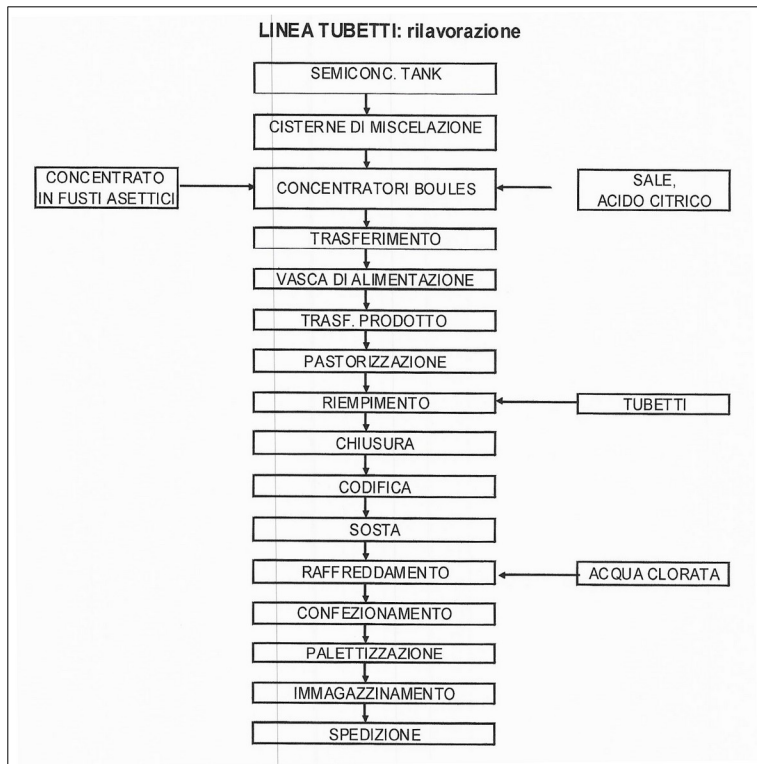 LINEA TUBETTI: rilavorazione
SEMICONC. TANK
CISTERNE DI MISCELAZIONE
CONCENTRATO
IN FUSTI ASETTICI
CONCENTRATORI BOULES
SALE,
ACIDO CITRICO
TRASFERIMENTO
VASCA DI ALIMENTAZIONE
TRASF. PRODOTTO
PASTORIZZAZIONE
RIEMPIMENTO
TUBETTI
CHIUSURA
CODIFICA
SOSTA
RAFFREDDAMENTO
ACQUA CLORATA
CONFEZIONAMENTO
PALETTIZZAZIONE
IMMAGAZZINAMENTO
SPEDIZIONE